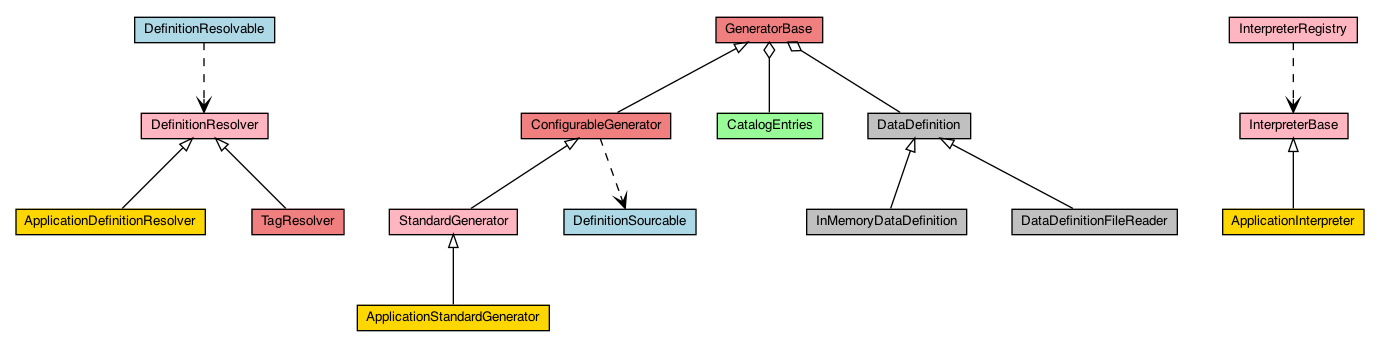 DefinitionResolvable
GeneratorBase
InterpreterRegistry
DefinitionResolver
ConfigurableGenerator
CatalogEntries
DataDefinition
InterpreterBase
ApplicationDefinitionResolver
TagResolver
StandardGenerator
DefinitionSourcable
InMemoryDataDefinition
DataDefinitionFileReader
ApplicationInterpreter
ApplicationStandardGenerator